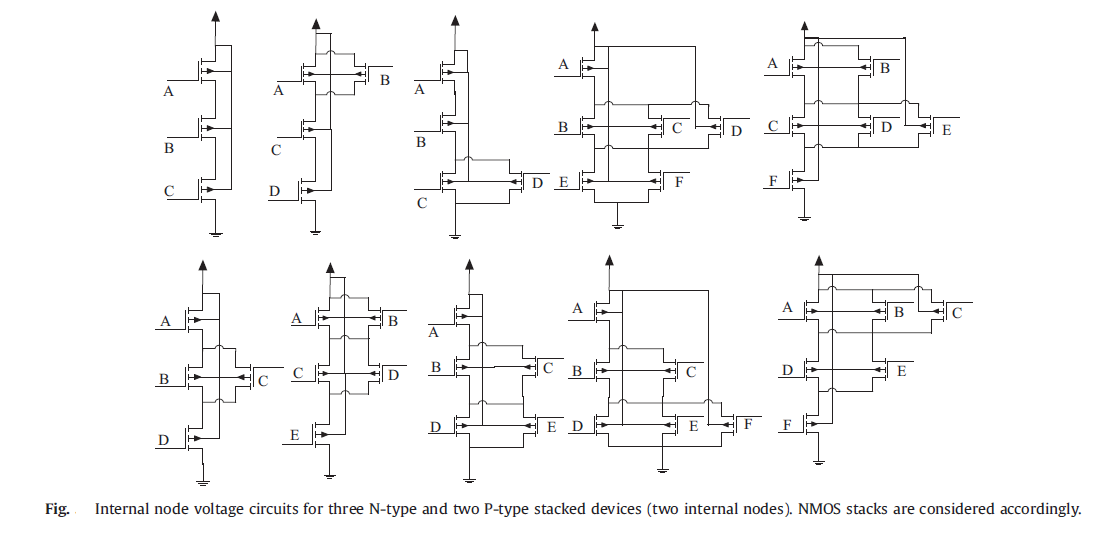 A
B
C
A
B
C
D
A
B
C
D
A
B
C
D
E
F
A
B
C
D
E
F
A
B
C
D
A
B
C
D
E
A
B
C
D
E
A
B
C
D
E
F
A
B
C
D
E
F
Fig. Internal node voltage circuits for three N-type and two P-type stacked devices (two internal nodes). NMOS stacks are considered accordingly.